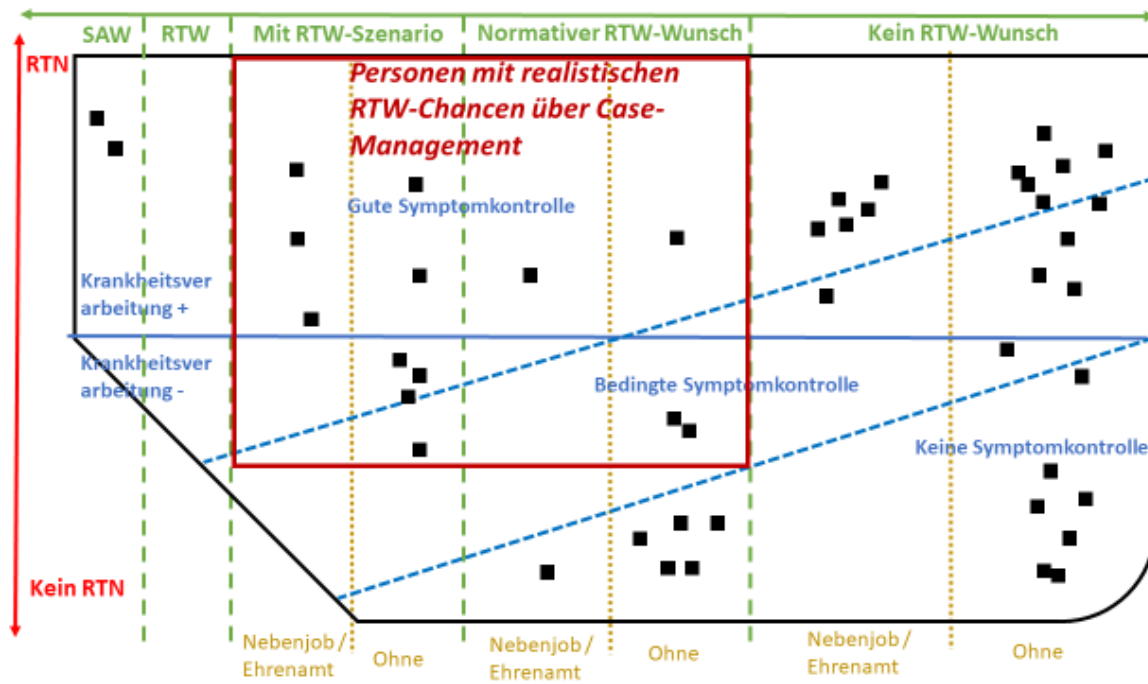 SAW
RTW
Mit RTW-Szenario
Normativer RTW-Wunsch
Kein RTW-Wunsch
RTN
Personen mit realistischen
RTW-Chancen über Case-
Management
Gute Symptomkontrolle
Krankheitsver
arbeitung +
Krankheitsver
arbeitung -
Bedingte Symptomkontrolle
Keine Symptomkontrolle
Kein RTN
Nebenjob /
Ehrenamt
Ohne
Nebenjob /
Ehrenamt
Ohne
Nebenjob /
Ehrenamt
Ohne